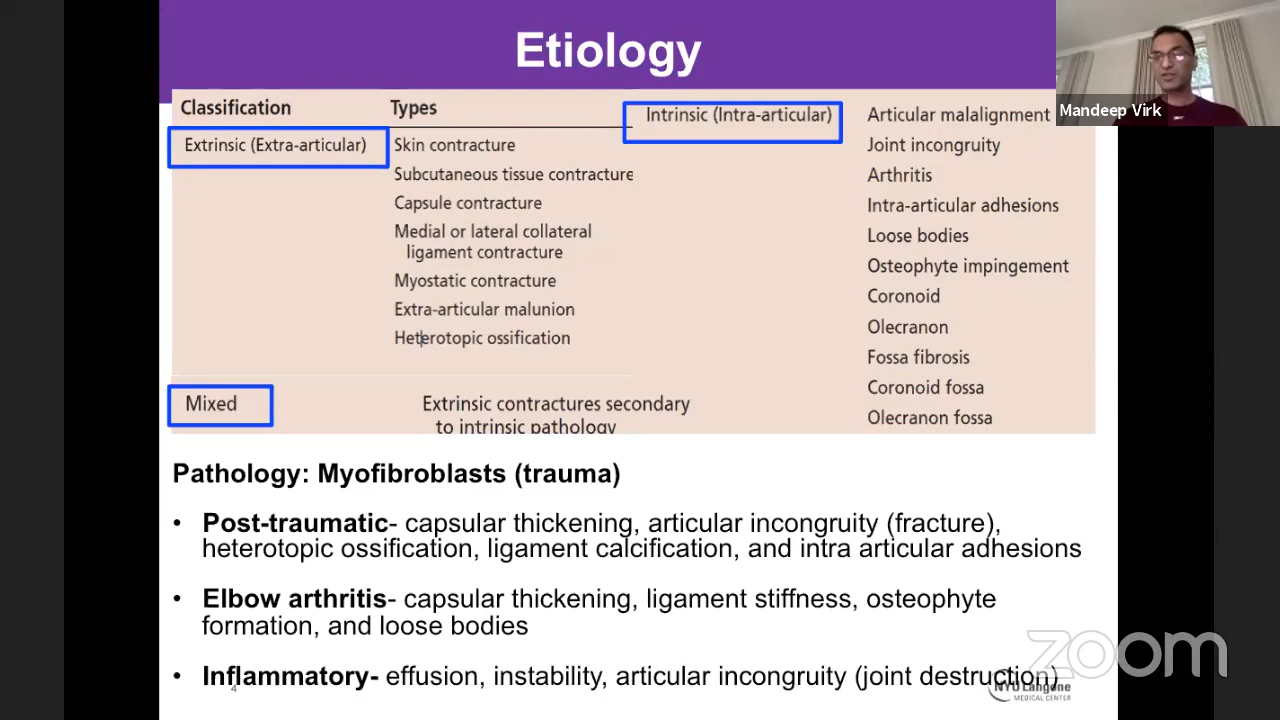 Etiology
Mandeep Virk
Classification Types
Extrinsic (Extra-articular)
Skin contracture
Subcutaneous tissue contracture
Capsule contracture
Medial or lateral collateral
ligament contracture
Myostatic contracture
Extra-articular malunion
Heterotopic ossification
Mixed
Extrinsic contractures secondary
to intrinsic pathology
Intrinsic (Intra-articular)
Articular malalignment
Joint incongruity
Arthritis
Intra-articular adhesions
Loose bodies
Osteophyte impingement
Coronoid
Olecranon
Fossa fibrosis
Coronoid fossa
Olecranon fossa
Pathology: Myofibroblasts (trauma)
• Post-traumatic- capsular thickening, articular incongruity (fracture),
heterotopic ossification, ligament calcification, and intra articular adhesions
• Elbow arthritis- capsular thickening, ligament stiffness, osteophyte
formation, and loose bodies
• Inflammatory- effusion, instability, articular incongruity (joint destruction)
4
zoom
NYU Langone
MEDICAL CENTER